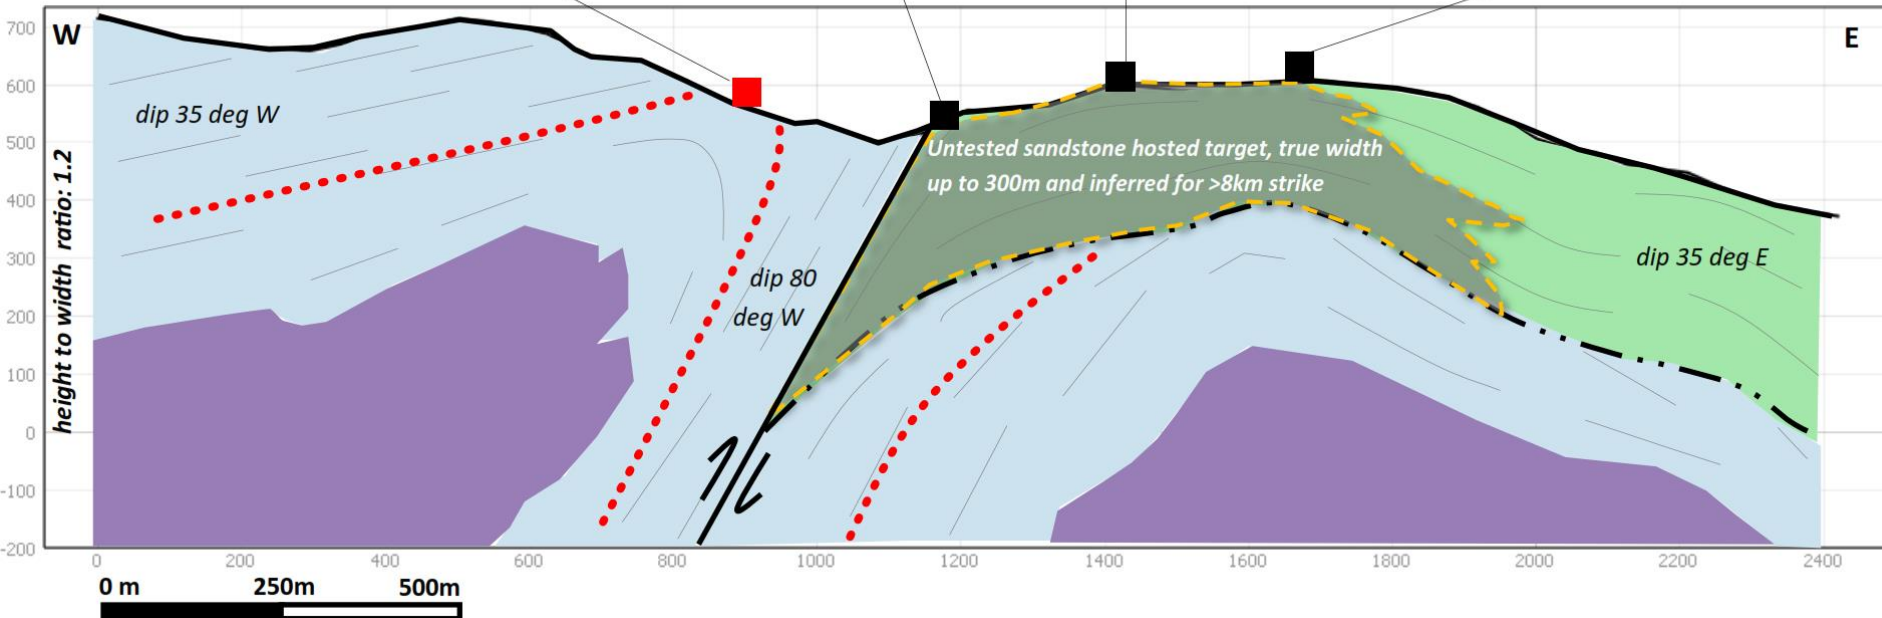 W
E
700
600
500
400
300
200
100
0
-100
-200
height to width ratio: 1.2
dip 35 deg W
Untested sandstone hosted target, true width
up to 300m and inferred for >8km strike
dip 80
deg W
dip 35 deg E
0 200 400 600 800 1000 1200 1400 1600 1800 2000 2200 2400
0 m 250m 500m